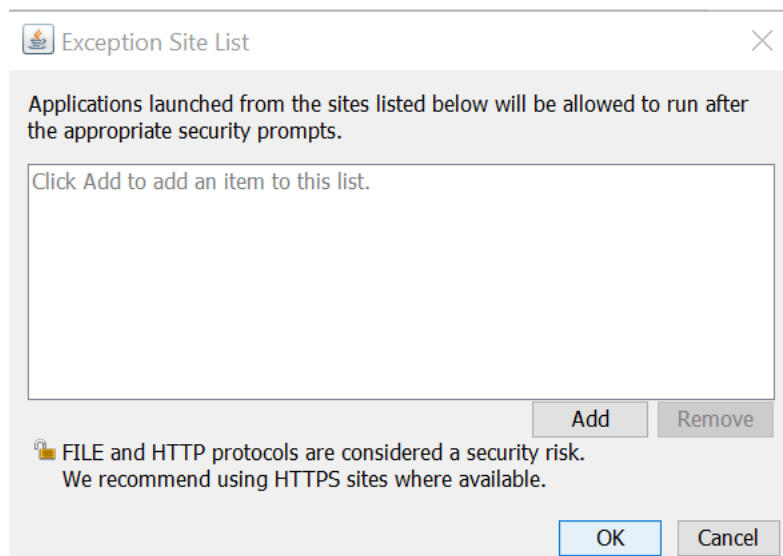 Exception Site List
Applications launched from the sites listed below will be allowed to run after
the appropriate security prompts.
Click Add to add an item to this list.
Add Remove
FILE and HTTP protocols are considered a security risk.
We recommend using HTTPS sites where available.
OK Cancel